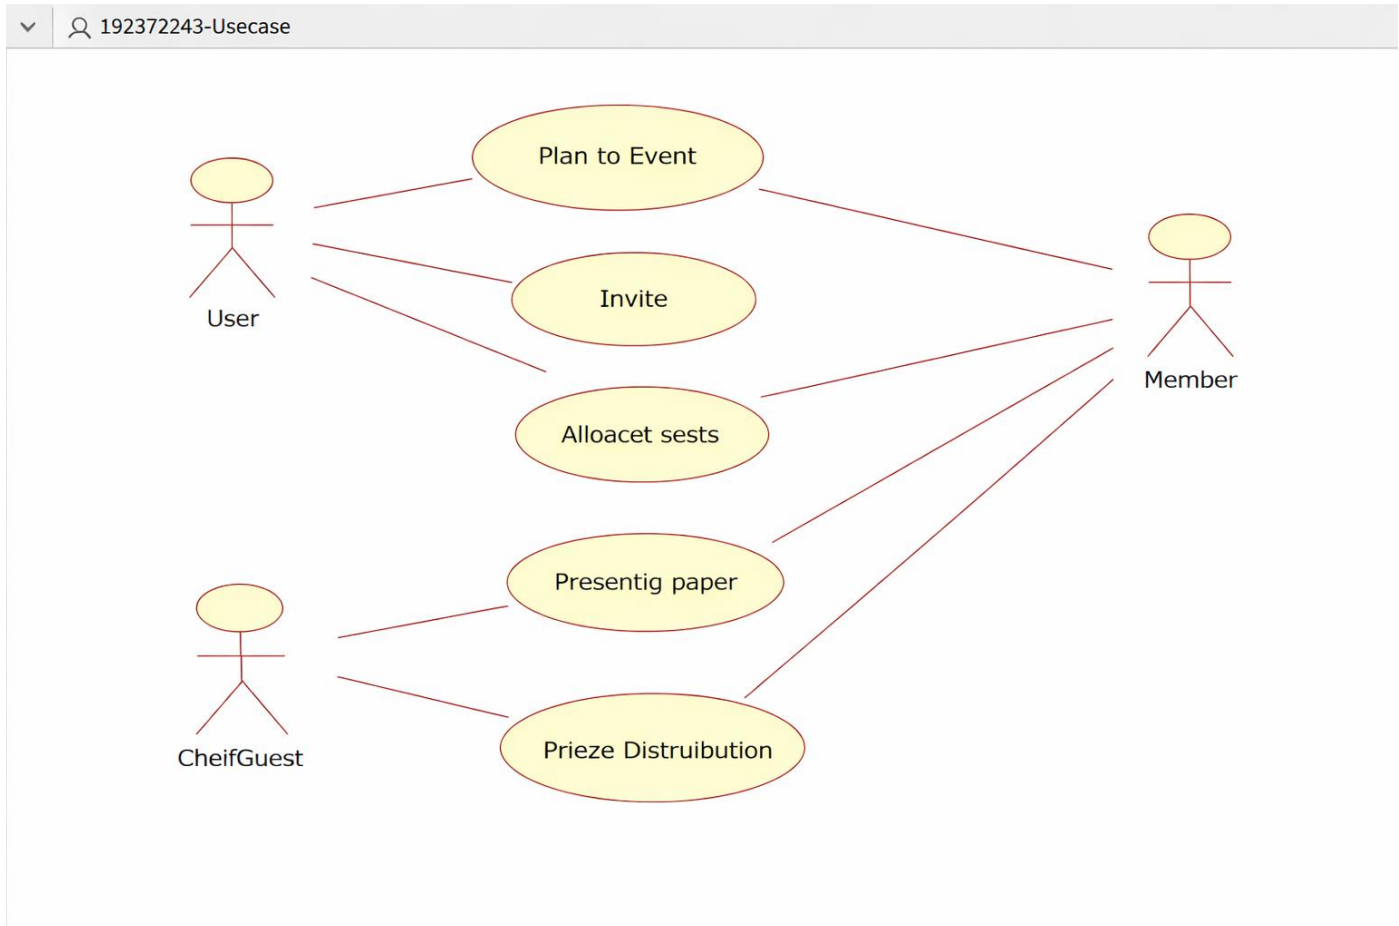 192372243-Usecase
Plan to Event
User
Invite
Member
Alloacet sests
Presentig paper
CheifGuest
Prieze Distruibution